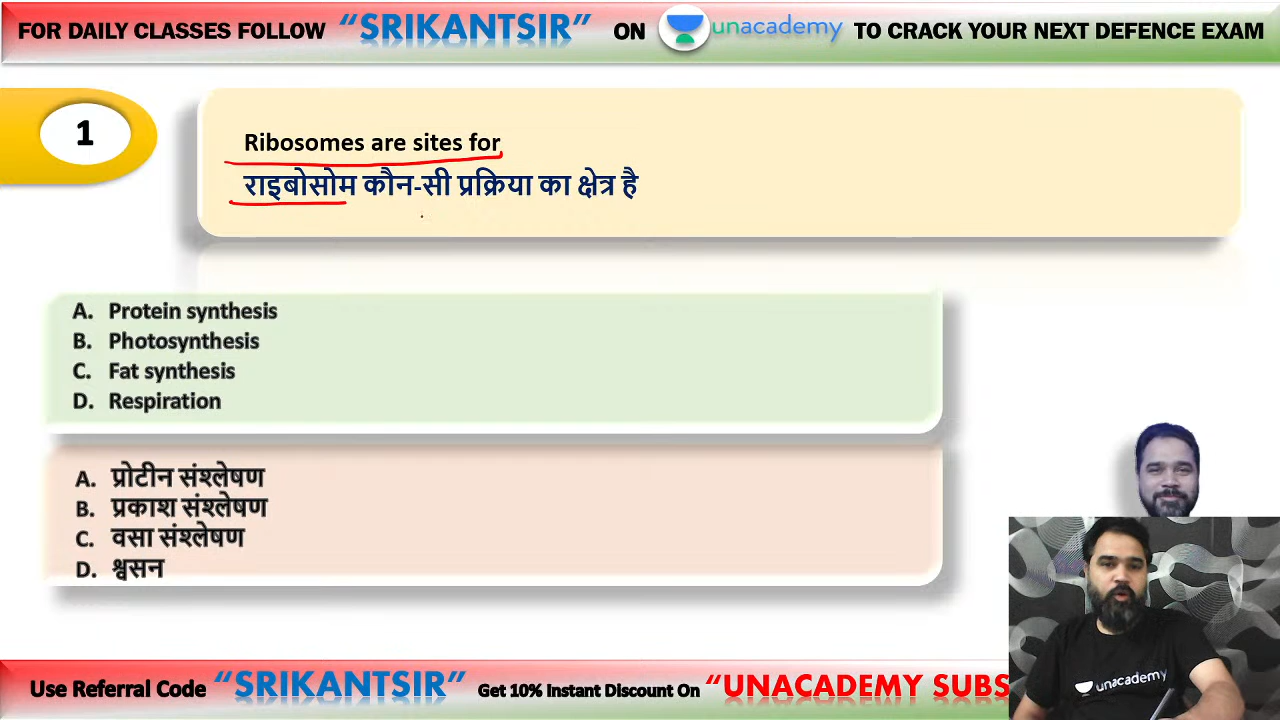 FOR DAILY CLASSES FOLLOW "SRIKANTSIR" ON unacademy TO CRACK YOUR NEXT DEFENCE EXAM
1
Ribosomes are sites for
राइबोसोम कौन-सी प्रक्रिया का क्षेत्र है
A. Protein synthesis
B. Photosynthesis
C. Fat synthesis
D. Respiration
A. प्रोटीन संश्लेषण
B. प्रकाश संश्लेषण
C. वसा संश्लेषण
D. श्वसन
unacademy
Use Referral Code "SRIKANTSIR" Get 10% Instant Discount On "UNACADEMY SUBS